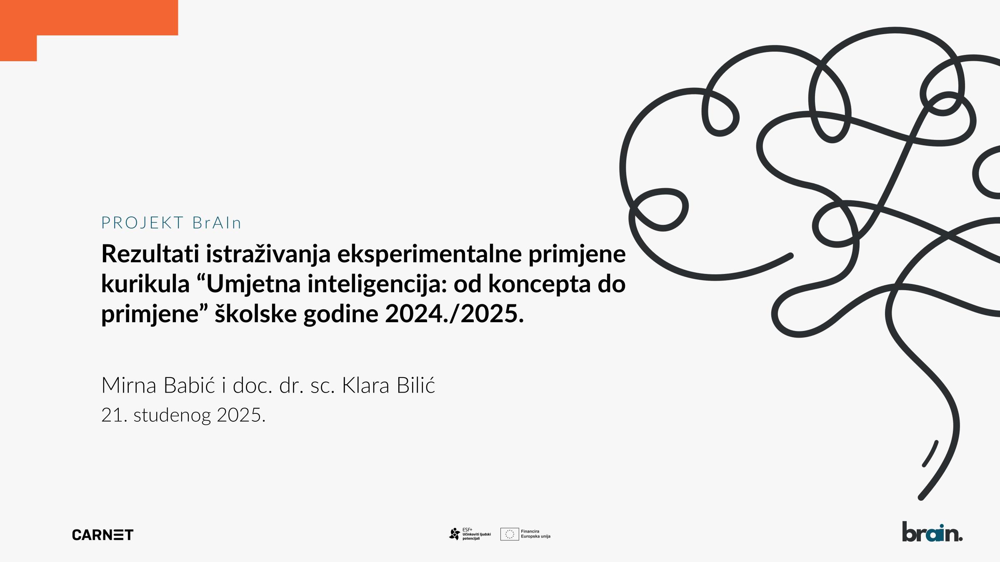 PROJEKT BrAIn
Rezultati istraživanja eksperimentalne primjene
kurikula “Umjetna inteligencija: od koncepta do
primjene” školske godine 2024./2025.
Mirna Babić i doc. dr. sc. Klara Bilić
21. studenog 2025.
CARNET
ESF+
Učinkoviti ljudski
potencijali
Financira
Europska unija
brain.